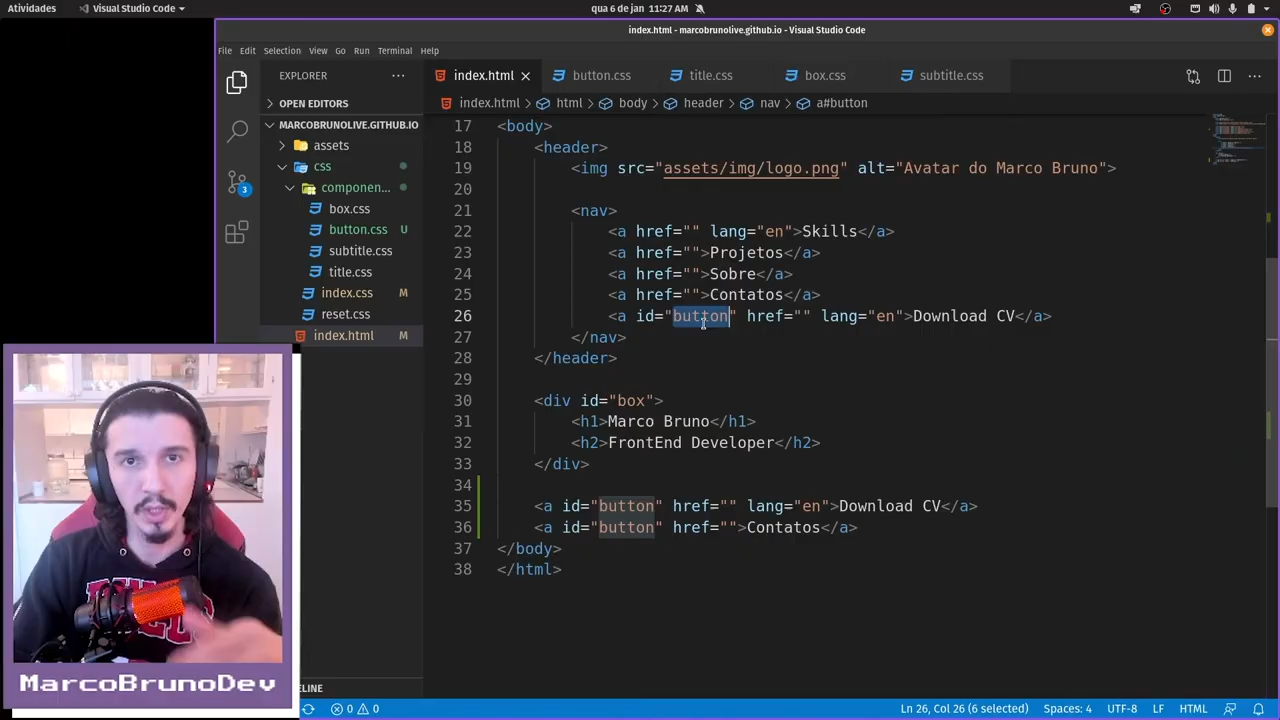 Atividades
Visual Studio Code
qua 6 de jan 11:27 AM
index.html - marcobrunolive.github.io - Visual Studio Code
File Edit Selection View Go Run Terminal Help
EXPLORER
OPEN EDITORS
MARCOBRUNOLIVE.GITHUB.IO
assets
css
componen...
box.css
button.css U
subtitle.css
title.css
index.css M
reset.css
index.html M
3
index.html
button.css
title.css
box.css
subtitle.css
index.html > html > body > header > nav > a#button
17 <body>
18 <header>
19 <img src="assets/img/logo.png" alt="Avatar do Marco Bruno">
20
21 <nav>
22 <a href="" lang="en">Skills</a>
23 <a href="">Projetos</a>
24 <a href="">Sobre</a>
25 <a href="">Contatos</a>
26 <a id="button" href="" lang="en">Download CV</a>
27 </nav>
28 </header>
29
30 <div id="box">
31 <h1>Marco Bruno</h1>
32 <h2>FrontEnd Developer</h2>
33 </div>
34
35 <a id="button" href="" lang="en">Download CV</a>
36 <a id="button" href="">Contatos</a>
37 </body>
38 </html>
MarcoBrunoDev
LINE
0 0
Ln 26, Col 26 (6 selected)
Spaces: 4
UTF-8
LF
HTML